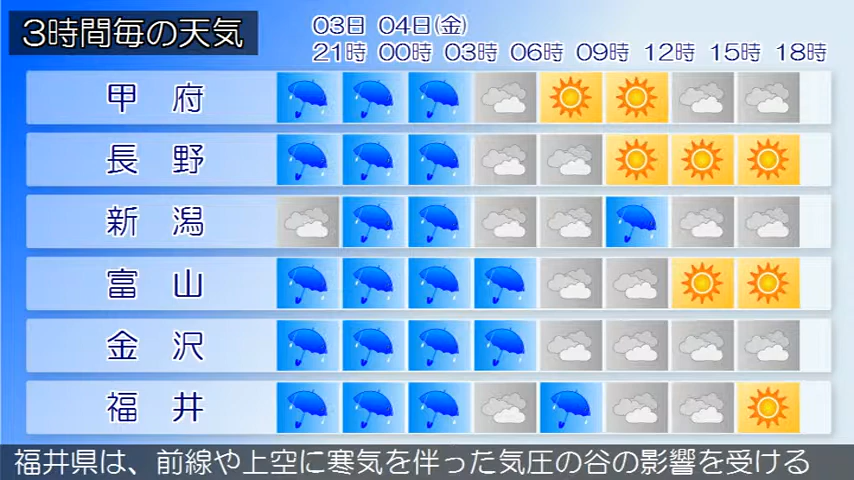 3時間毎の天気
03日 04日(金)
21時 00時 03時 06時 09時 12時 15時 18時
甲府
長野
新潟
富山
金沢
福井
福井県は、前線や上空に寒気を伴った気圧の谷の影響を受ける